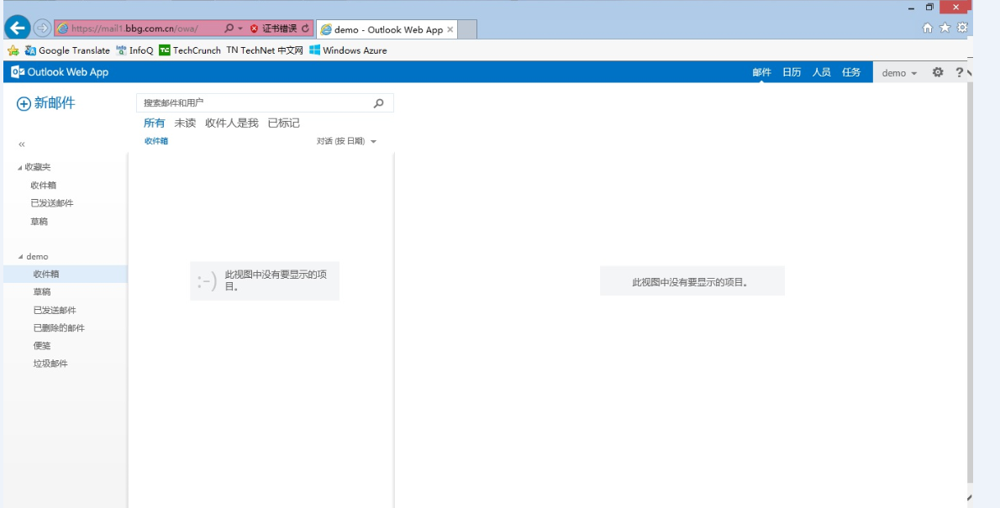 https://mail1.bbg.com.cn/owa/ 证书错误 demo - Outlook Web App
Google Translate InfoQ TechCrunch TN TechNet 中文网 Windows Azure
Outlook Web App 邮件 日历 人员 任务 demo ?
新邮件 搜索邮件和用户
所有 未读 收件人是我 已标记
« 收件箱 对话 (按 日期)
收藏夹
收件箱
已发送邮件
草稿
demo
收件箱
草稿
已发送邮件
已删除的邮件
便笺
垃圾邮件
:-) 此视图中没有要显示的项
目。
此视图中没有要显示的项目。